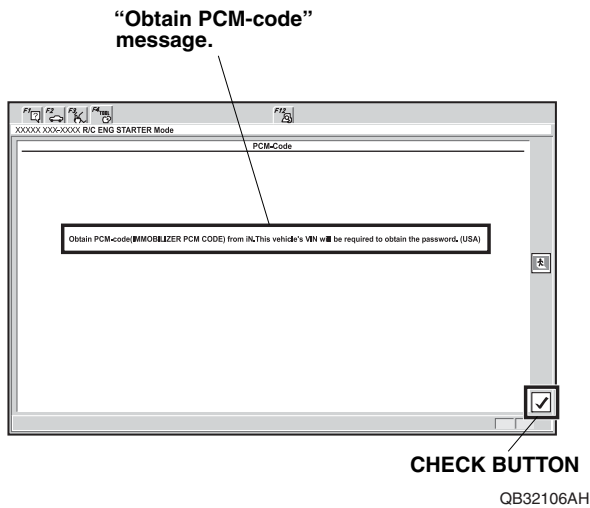 “Obtain PCM-code”
message.
F1 F2 F3 F4 TOOL F12
XXXXX XXX-XXXX R/C ENG STARTER Mode
PCM-Code
Obtain PCM-code(IMMOBILIZER PCM CODE) from iN.This vehicle's VIN will be required to obtain the password. (USA)
CHECK BUTTON
QB32106AH